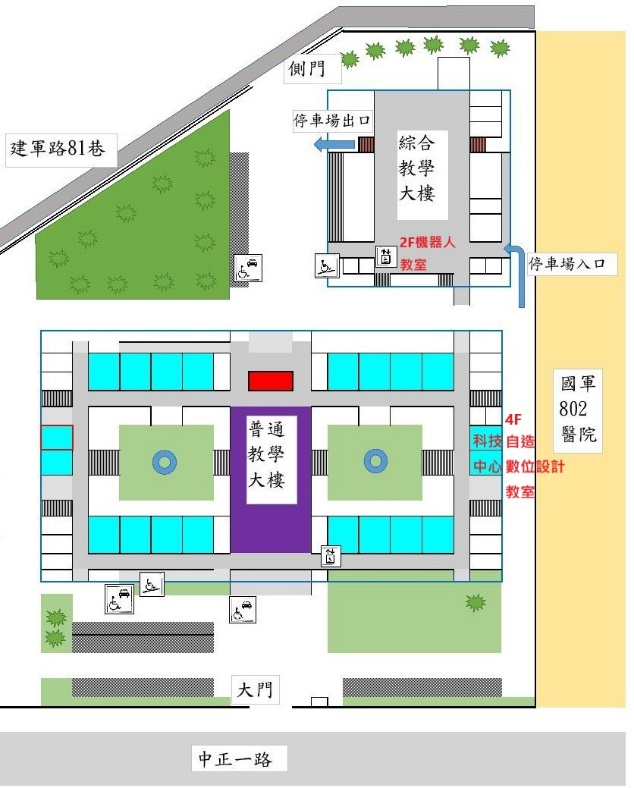 側門
停車場出口
建軍路81巷
綜合
教學
大樓
2F機器人
教室
停車場入口
國軍
802
醫院
普通
教學
大樓
4F
科技自造
中心數位設計
教室
大門
中正一路